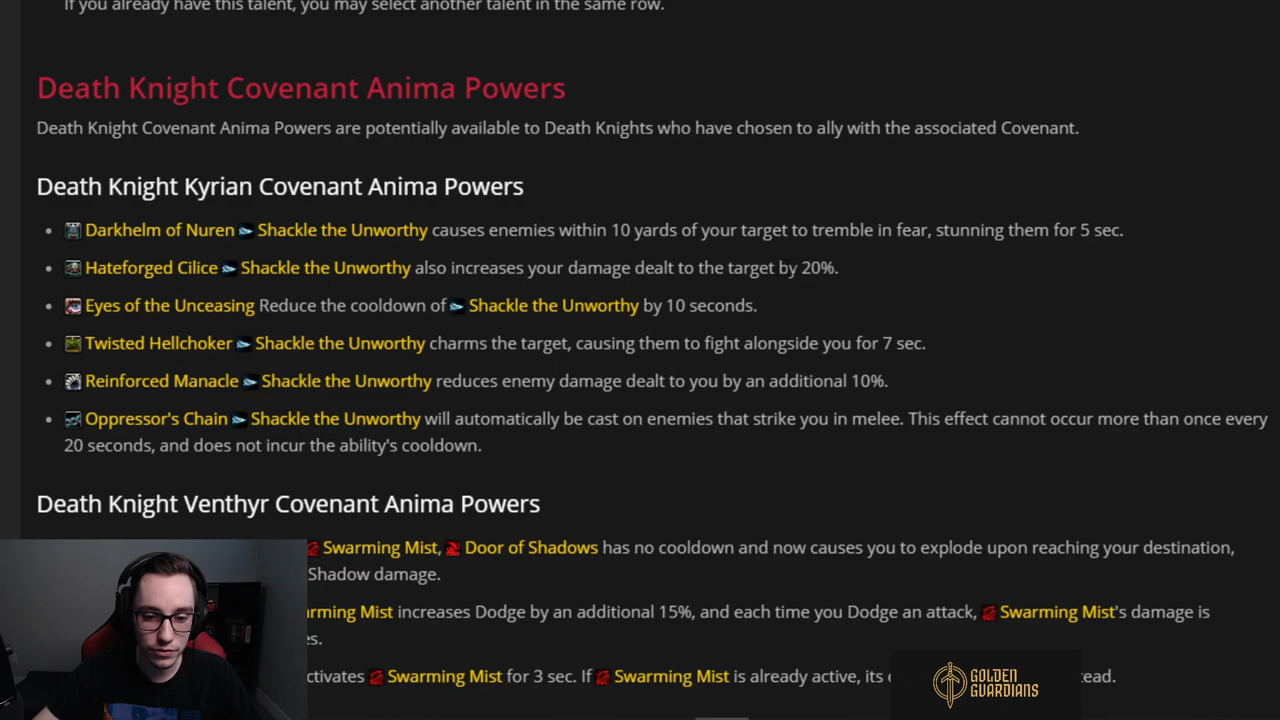 If you already have this talent, you may select another talent in the same row.
Death Knight Covenant Anima Powers
Death Knight Covenant Anima Powers are potentially available to Death Knights who have chosen to ally with the associated Covenant.
Death Knight Kyrian Covenant Anima Powers
Darkhelm of Nuren Shackle the Unworthy causes enemies within 10 yards of your target to tremble in fear, stunning them for 5 sec.
Hateforged Cilice Shackle the Unworthy also increases your damage dealt to the target by 20%.
Eyes of the Unceasing Reduce the cooldown of Shackle the Unworthy by 10 seconds.
Twisted Hellchoker Shackle the Unworthy charms the target, causing them to fight alongside you for 7 sec.
Reinforced Manacle Shackle the Unworthy reduces enemy damage dealt to you by an additional 10%.
Oppressor's Chain Shackle the Unworthy will automatically be cast on enemies that strike you in melee. This effect cannot occur more than once every
20 seconds, and does not incur the ability's cooldown.
Death Knight Venthyr Covenant Anima Powers
Swarming Mist, Door of Shadows has no cooldown and now causes you to explode upon reaching your destination,
Shadow damage.
Mist increases Dodge by an additional 15%, and each time you Dodge an attack, Swarming Mist's damage is
Swarming Mist for 3 sec. If Swarming Mist is already active, its
GOLDEN
GUARDIANS